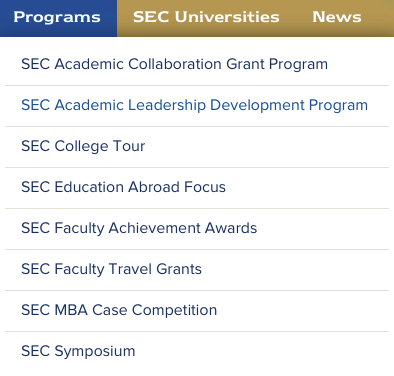 Programs SEC Universities News
SEC Academic Collaboration Grant Program
SEC Academic Leadership Development Program
SEC College Tour
SEC Education Abroad Focus
SEC Faculty Achievement Awards
SEC Faculty Travel Grants
SEC MBA Case Competition
SEC Symposium